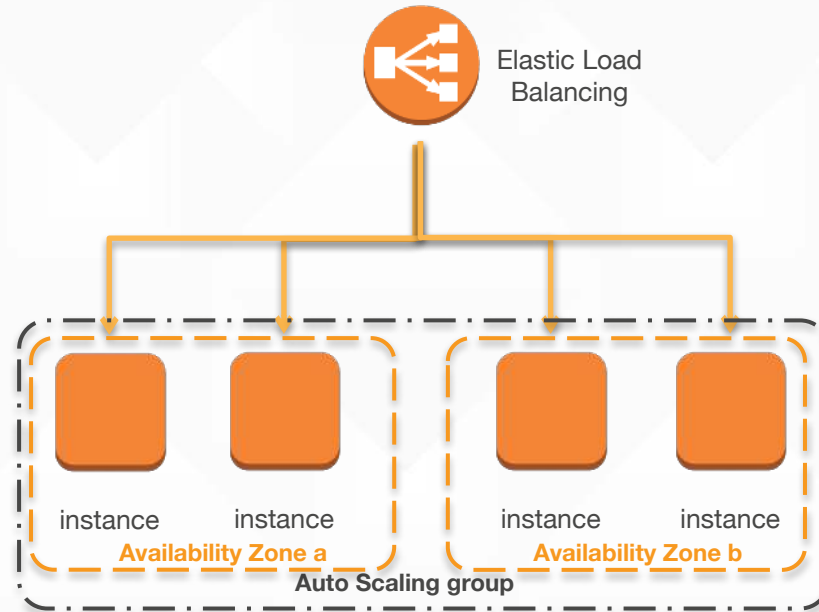 Elastic Load
Balancing
instance
instance
instance
instance
Availability Zone a
Availability Zone b
Auto Scaling group